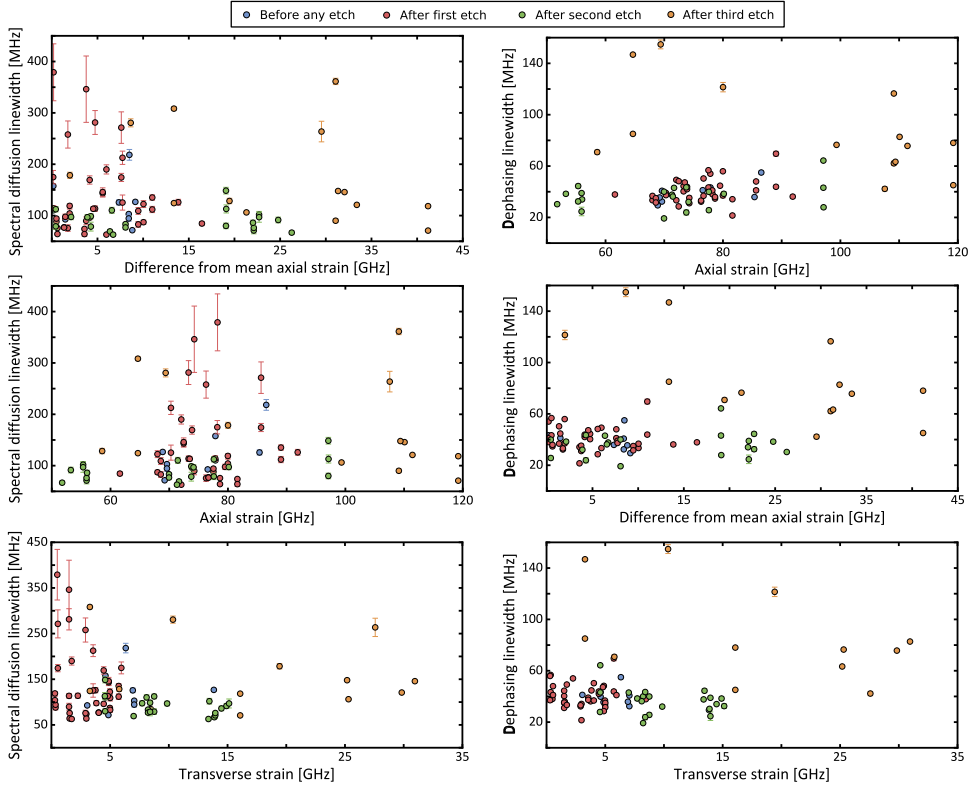 Before any etch After first etch After second etch After third etch
Spectral diffusion linewidth [MHz]
400
300
200
100
5 15 25 35 45
Difference from mean axial strain [GHz]
Dephasing linewidth [MHz]
140
100
60
20
60 80 100 120
Axial strain [GHz]
Spectral diffusion linewidth [MHz]
400
300
200
100
60 80 100 120
Axial strain [GHz]
Dephasing linewidth [MHz]
140
100
60
20
5 15 25 35 45
Difference from mean axial strain [GHz]
Spectral diffusion linewidth [MHz]
450
350
250
150
50
5 15 25 35
Transverse strain [GHz]
Dephasing linewidth [MHz]
140
100
60
20
5 15 25 35
Transverse strain [GHz]